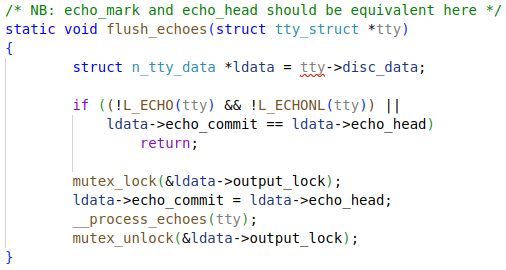 /* NB: echo_mark and echo_head should be equivalent here */
static void flush_echoes(struct tty_struct *tty)
{
        struct n_tty_data *ldata = tty->disc_data;

        if ((!L_ECHO(tty) && !L_ECHONL(tty)) ||
            ldata->echo_commit == ldata->echo_head)
                return;

        mutex_lock(&ldata->output_lock);
        ldata->echo_commit = ldata->echo_head;
        __process_echoes(tty);
        mutex_unlock(&ldata->output_lock);
}